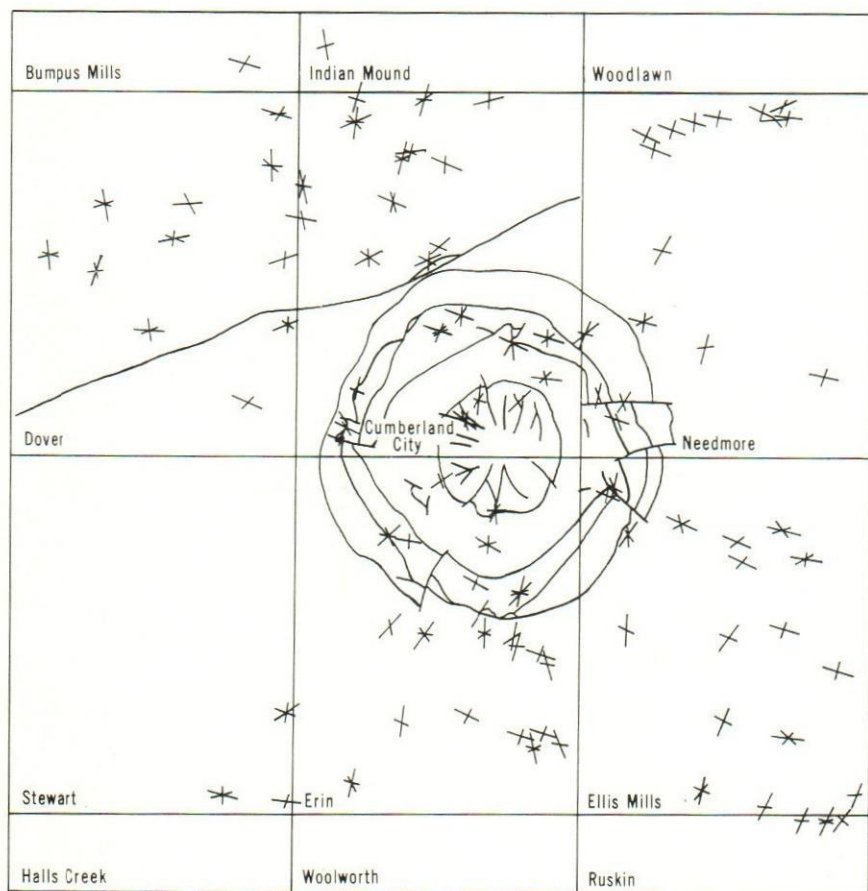 Bumpus Mills
Indian Mound
Woodlawn
Dover
Cumberland
City
Needmore
Stewart
Erin
Ellis Mills
Halls Creek
Woolworth
Ruskin